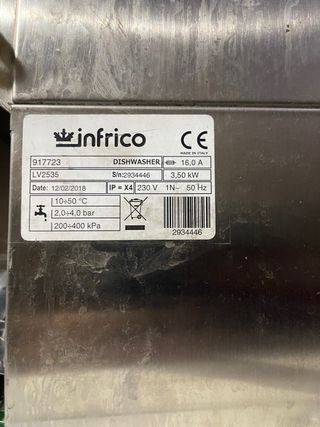 infrico
CE
MADE IN ITALY
917723 DISHWASHER 16,0 A
LV2535 S/n:2934446 3,50 kW
Date: 12/02/2018 IP = X4 230 V 1N~ 50 Hz
10÷50 °C
2,0÷4,0 bar
200÷400 kPa
2934446